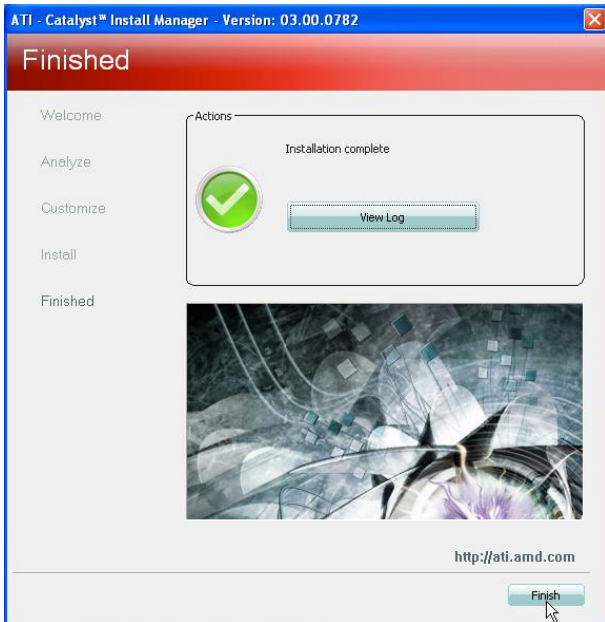 ATI - Catalyst™ Install Manager - Version: 03.00.0782
Finished
Welcome
Analyze
Customize
Install
Finished
Actions
Installation complete
View Log
http://ati.amd.com
Finish